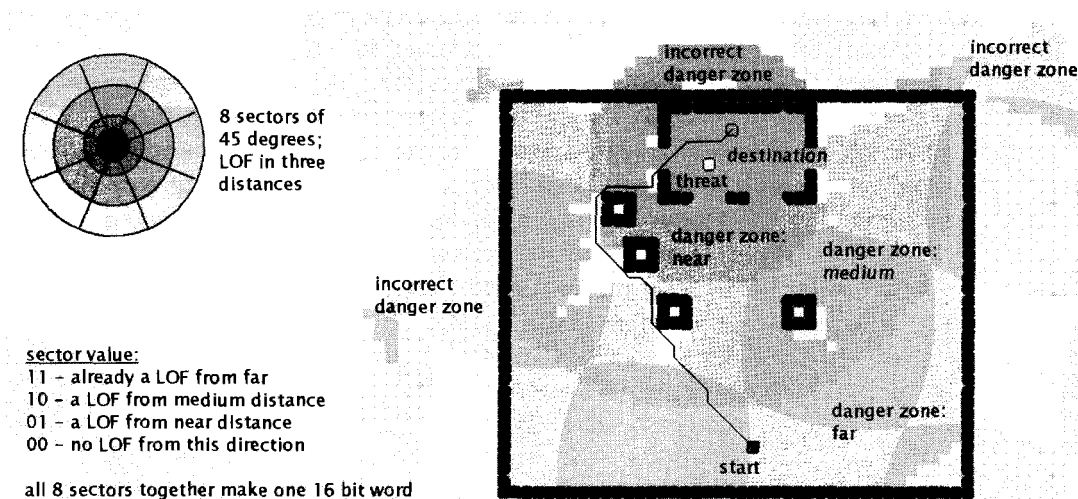 8 sectors of
45 degrees;
LOF in three
distances
sector value:
11 - already a LOF from far
10 - a LOF from medium distance
01 - a LOF from near distance
00 - no LOF from this direction
all 8 sectors together make one 16 bit word
incorrect
danger zone
incorrect
danger zone
incorrect
danger zone
destination
threat
danger zone:
near
danger zone:
medium
danger zone:
far
start